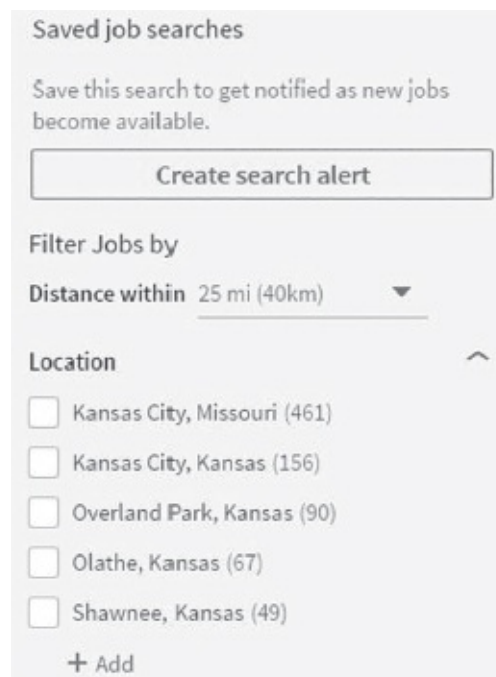 Saved job searches
Save this search to get notified as new jobs
become available.
Create search alert
Filter Jobs by
Distance within 25 mi (40km)
Location
Kansas City, Missouri (461)
Kansas City, Kansas (156)
Overland Park, Kansas (90)
Olathe, Kansas (67)
Shawnee, Kansas (49)
+ Add